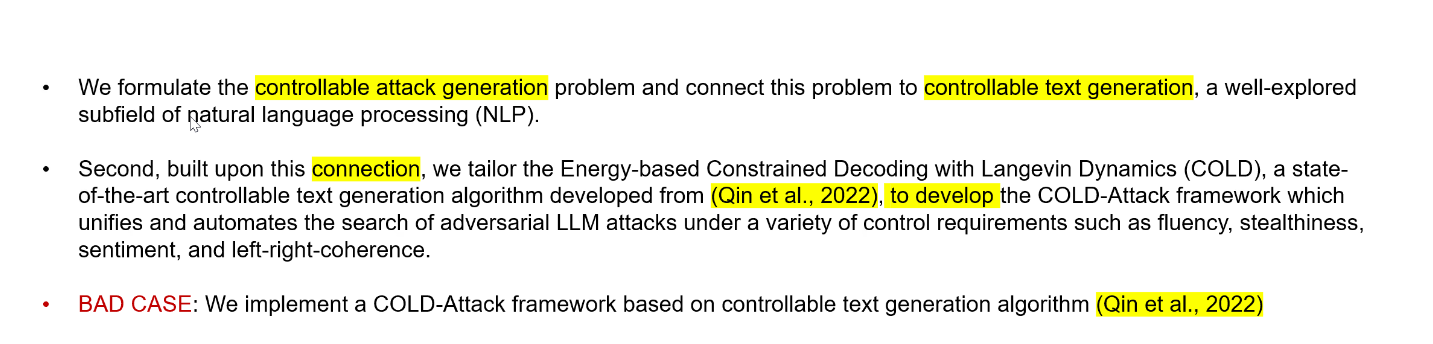 • We formulate the controllable attack generation problem and connect this problem to controllable text generation, a well-explored
subfield of natural language processing (NLP).
• Second, built upon this connection, we tailor the Energy-based Constrained Decoding with Langevin Dynamics (COLD), a state-
of-the-art controllable text generation algorithm developed from (Qin et al., 2022), to develop the COLD-Attack framework which
unifies and automates the search of adversarial LLM attacks under a variety of control requirements such as fluency, stealthiness,
sentiment, and left-right-coherence.
• BAD CASE: We implement a COLD-Attack framework based on controllable text generation algorithm (Qin et al., 2022)